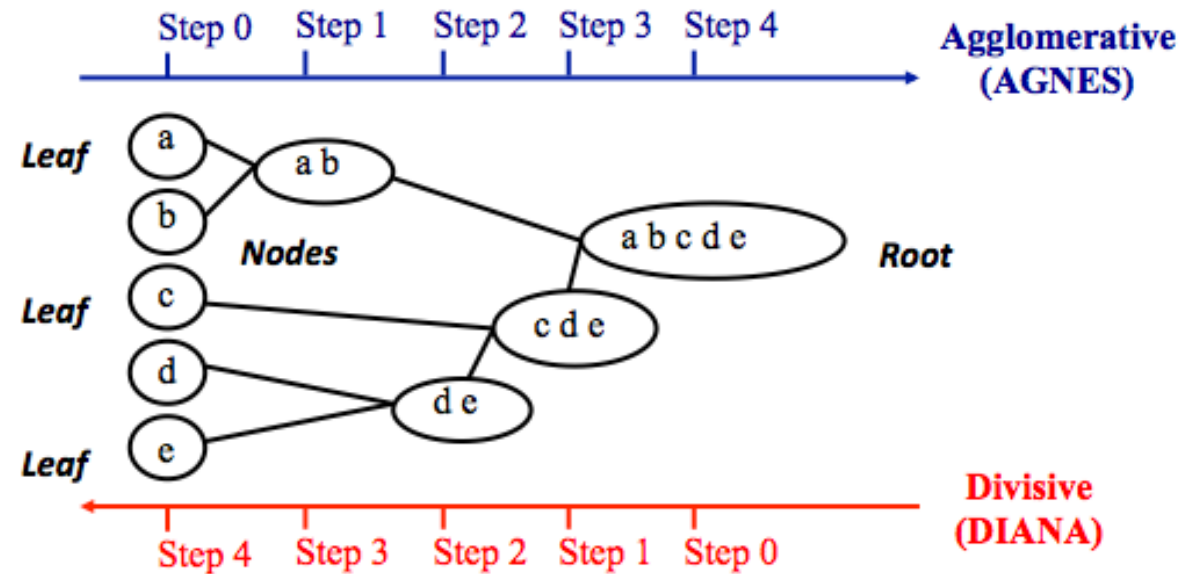 Step 0 Step 1 Step 2 Step 3 Step 4
Agglomerative
(AGNES)
Leaf
a
a b
b
Nodes
a b c d e
Root
Leaf
c
c d e
d
d e
Leaf
e
Divisive
(DIANA)
Step 4 Step 3 Step 2 Step 1 Step 0